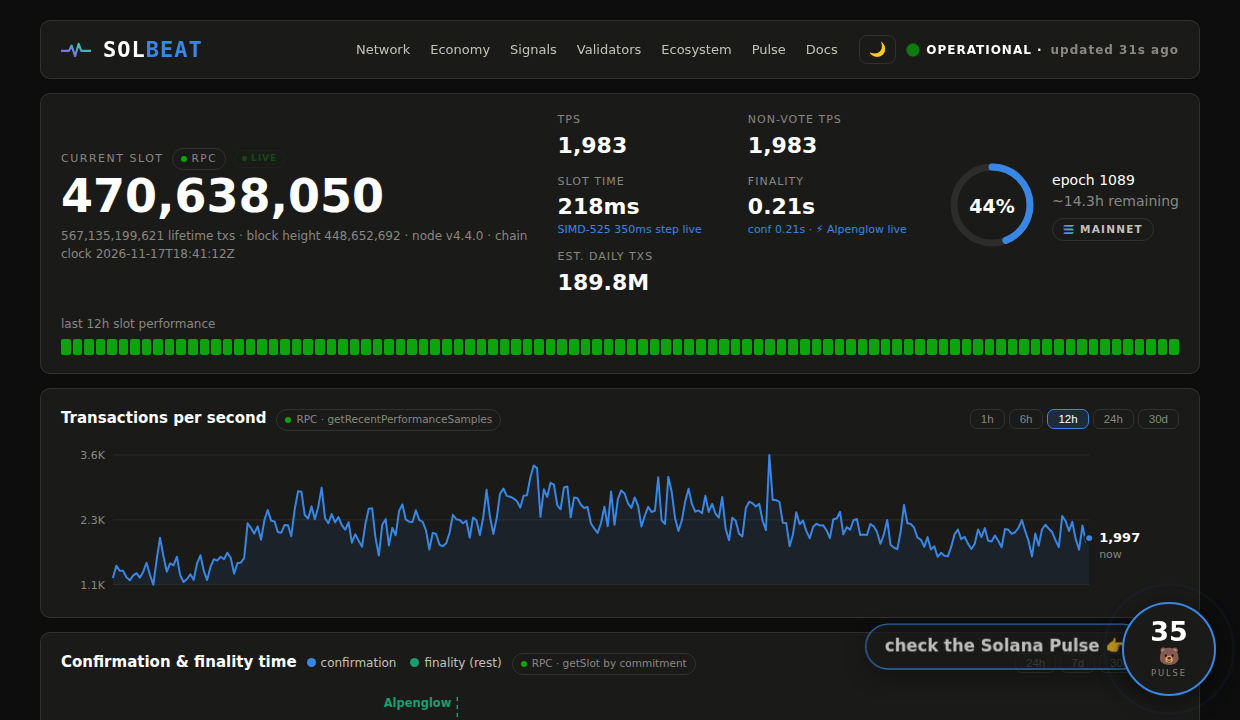 SOLBEAT
Network Economy Signals Validators Ecosystem Pulse Docs
OPERATIONAL · updated 31s ago
CURRENT SLOT RPC LIVE
470,638,050
567,135,199,621 lifetime txs · block height 448,652,692 · node v4.4.0 · chain
clock 2026-11-17T18:41:12Z
TPS
1,983
NON-VOTE TPS
1,983
SLOT TIME
218ms
SIMD-525 350ms step live
FINALITY
0.21s
conf 0.21s · ⚡ Alpenglow live
EST. DAILY TXS
189.8M
44%
epoch 1089
~14.3h remaining
MAINNET
last 12h slot performance
Transactions per second RPC · getRecentPerformanceSamples
1h 6h 12h 24h 30d
3.6K
2.3K
1.1K
1,997
now
Confirmation & finality time confirmation finality (rest) RPC · getSlot by commitment
24h 7d 30
check the Solana Pulse 👉
35
PULSE
Alpenglow